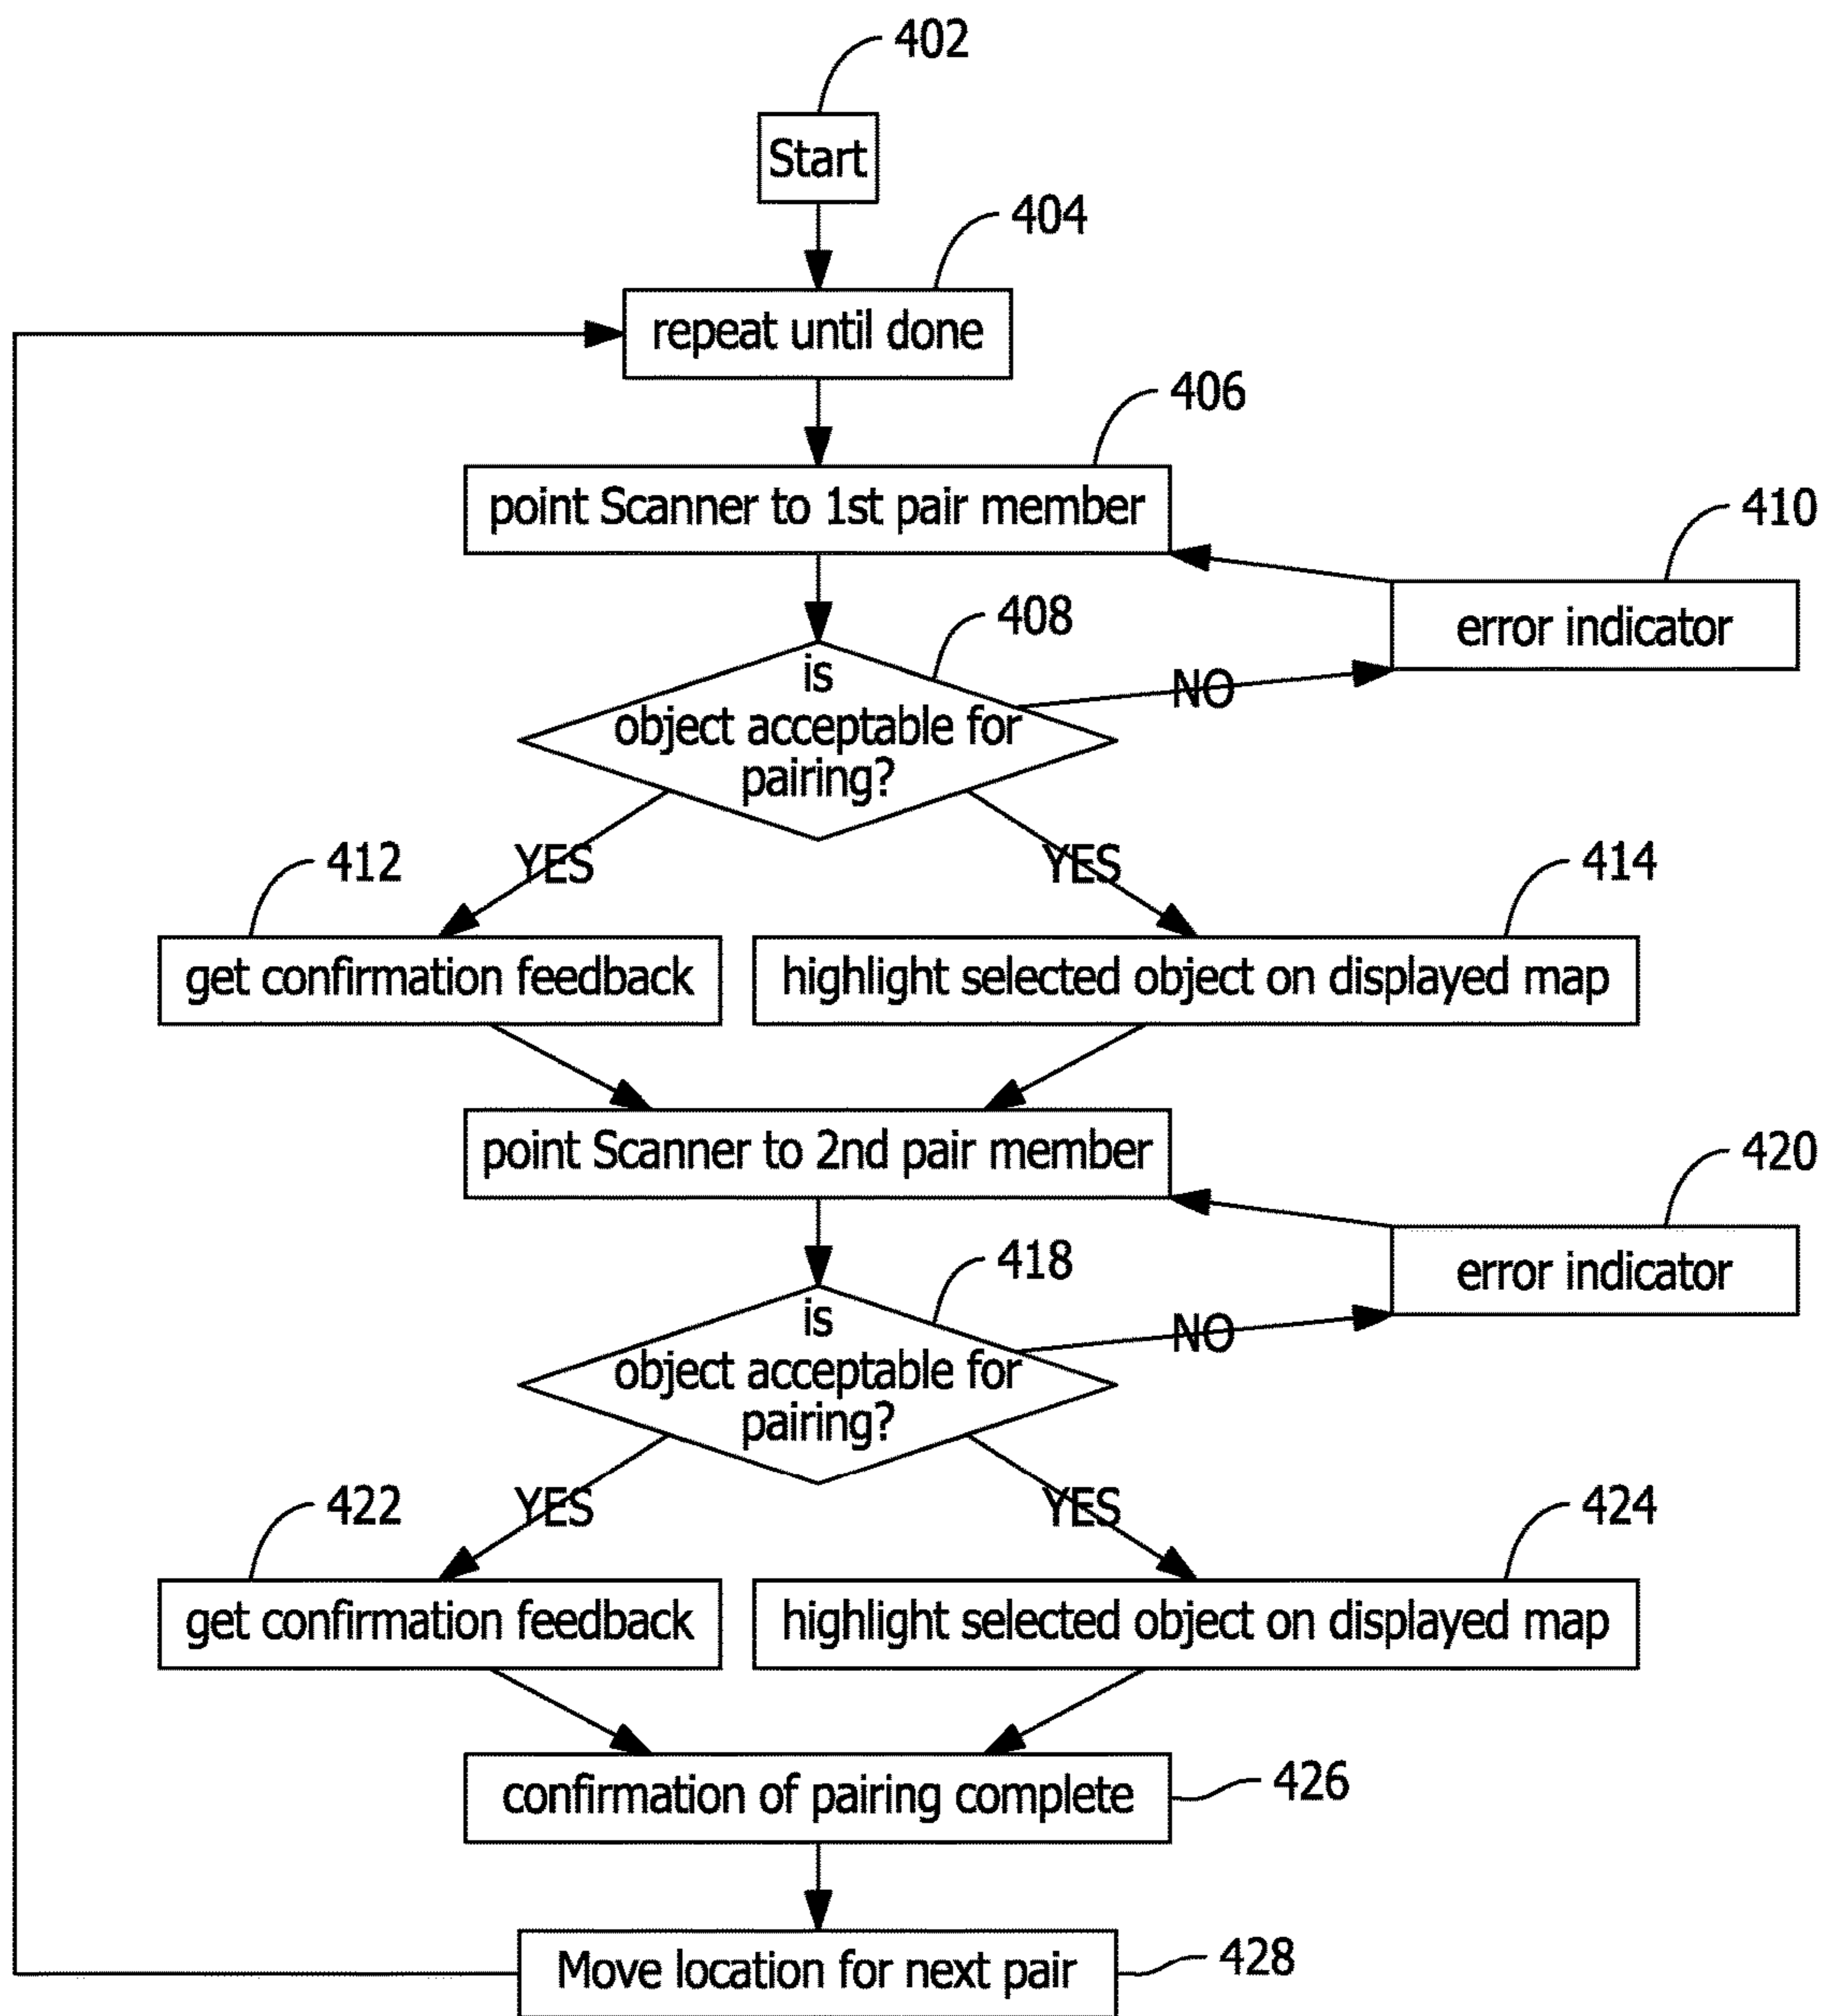 402
Start
404
repeat until done
406
point Scanner to 1st pair member
410
error indicator
408
is
object acceptable for
pairing?
NO
YES
YES
412
414
get confirmation feedback
highlight selected object on displayed map
point Scanner to 2nd pair member
420
error indicator
418
is
object acceptable for
pairing?
NO
YES
YES
422
424
get confirmation feedback
highlight selected object on displayed map
confirmation of pairing complete
426
Move location for next pair
428